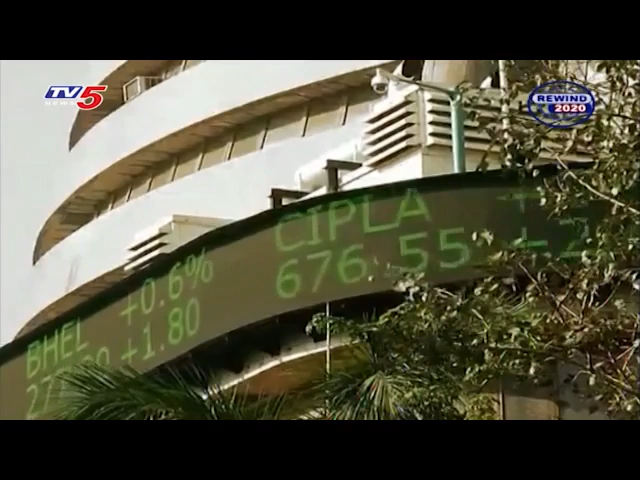 TV5
NEWS
REWIND
2020
BHEL +0.6%
+1.80
CIPLA
676.55